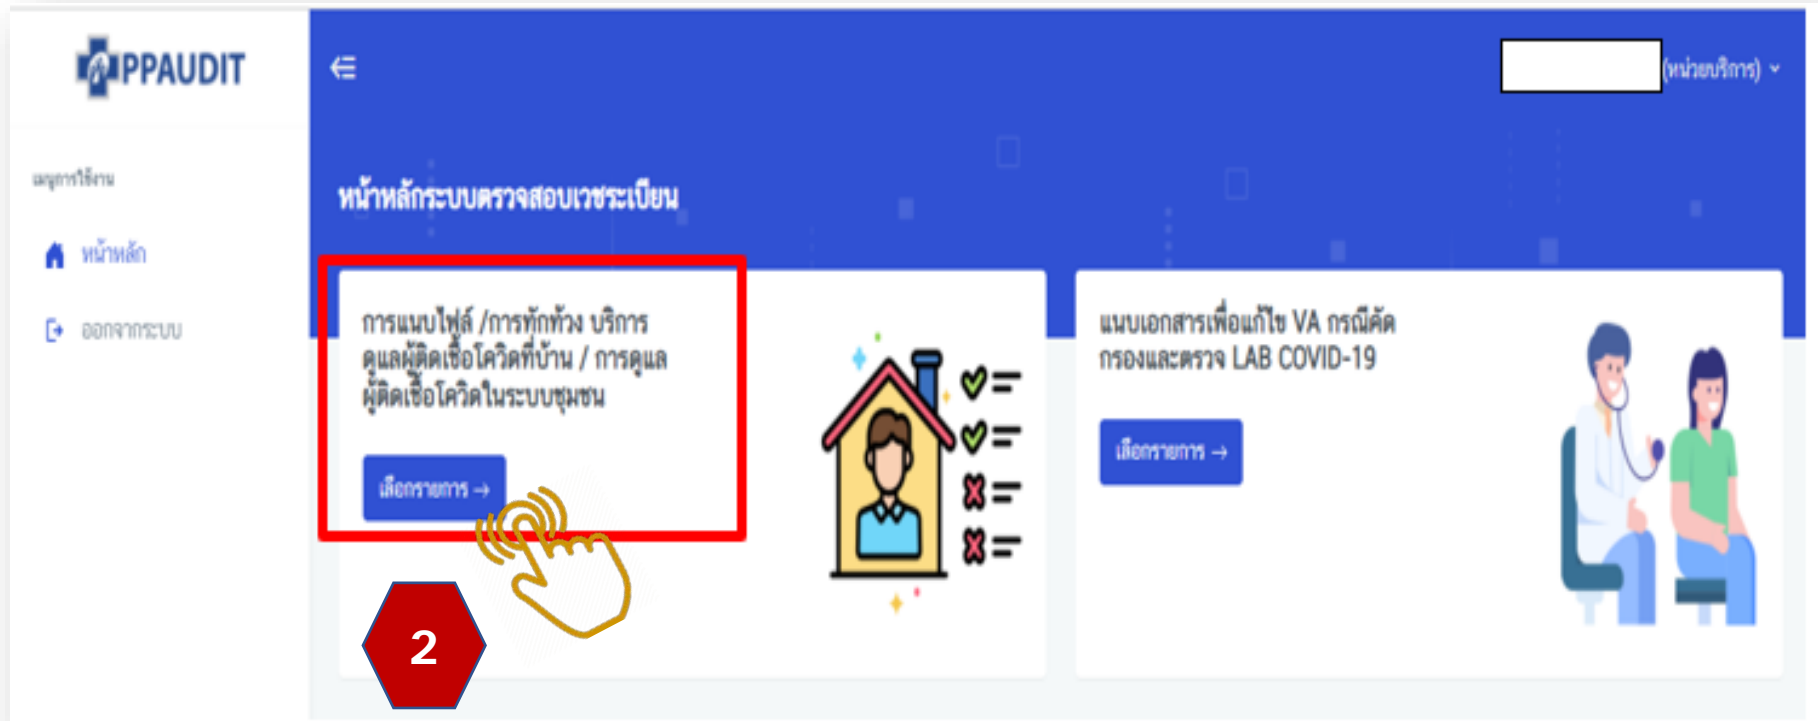 PPAUDIT
(หน่วยบริการ)
เมนูการใช้งาน
หน้าหลัก
ออกจากระบบ
หน้าหลักระบบตรวจสอบเวชระเบียน
การแนบไฟล์ /การทักท้วง บริการ
ดูแลผู้ติดเชื้อโควิดที่บ้าน / การดูแล
ผู้ติดเชื้อโควิดในระบบชุมชน
เลือกรายการ →
2
แนบเอกสารเพื่อแก้ไข VA กรณีคัด
กรองและตรวจ LAB COVID-19
เลือกรายการ →